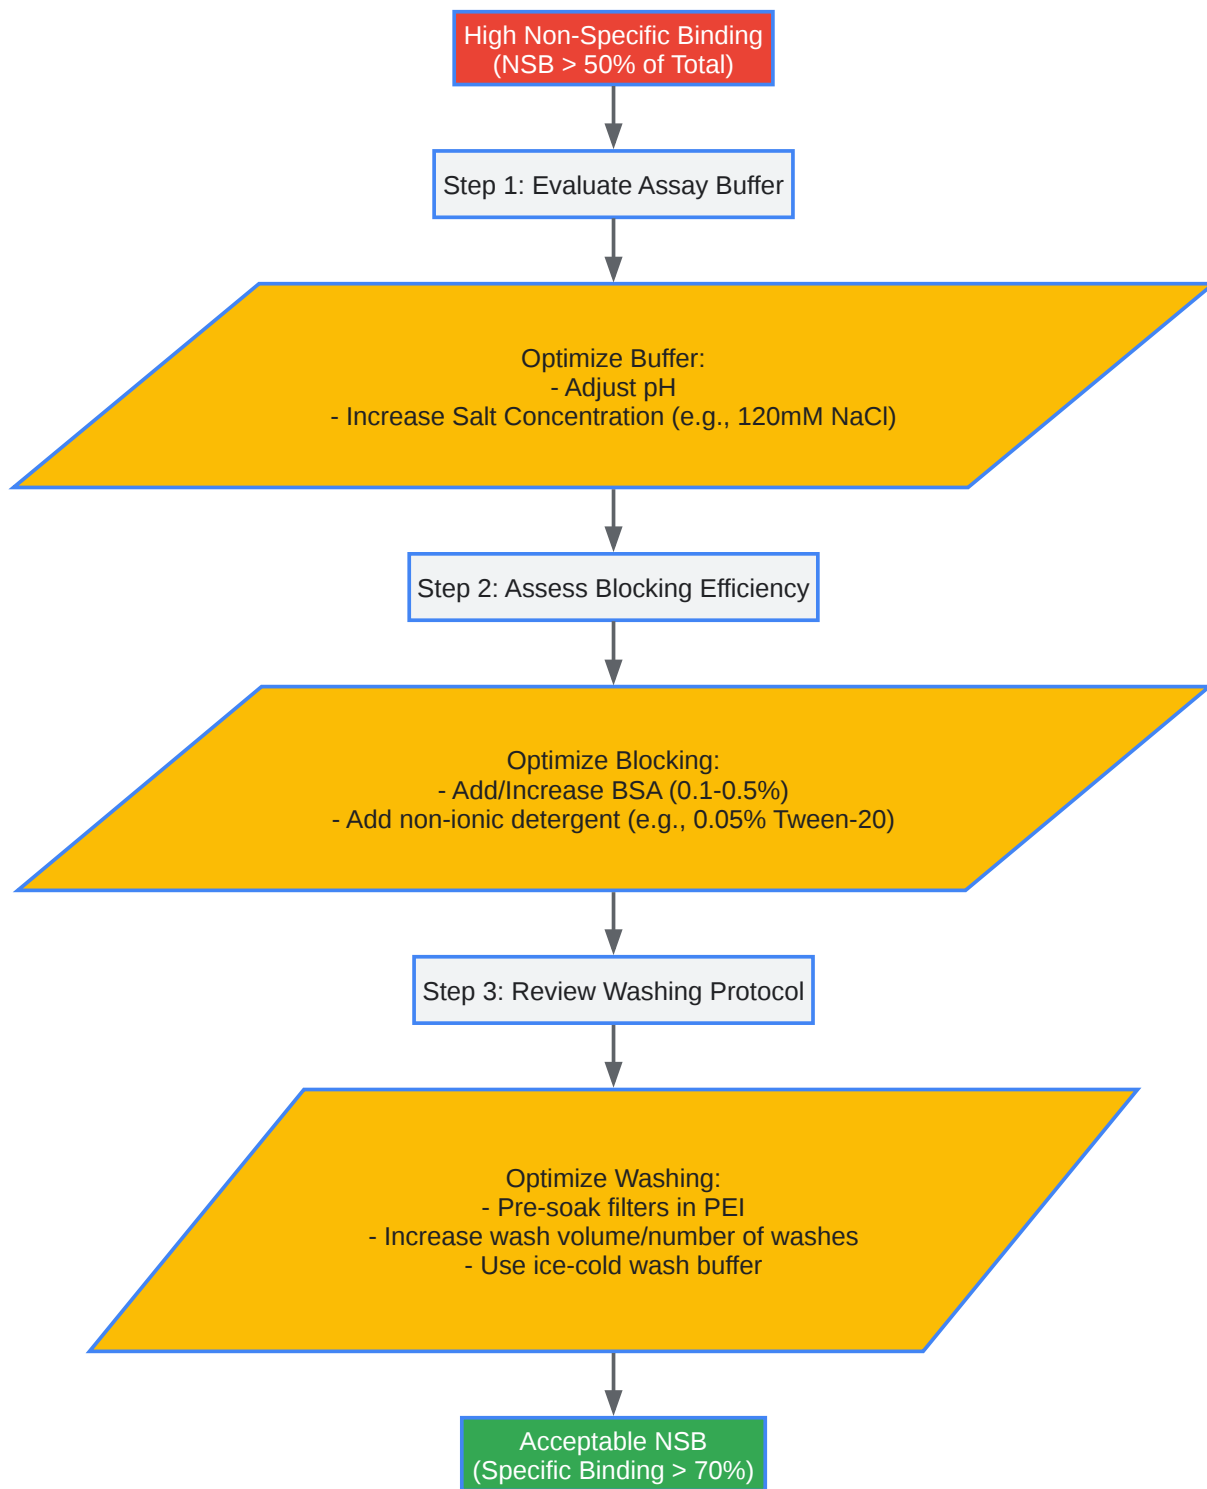 High Non-Specific Binding
(NSB > 50% of Total)
Step 1: Evaluate Assay Buffer
Optimize Buffer:
- Adjust pH
- Increase Salt Concentration (e.g., 120mM NaCl)
Step 2: Assess Blocking Efficiency
Optimize Blocking:
- Add/Increase BSA (0.1-0.5%)
- Add non-ionic detergent (e.g., 0.05% Tween-20)
Step 3: Review Washing Protocol
Optimize Washing:
- Pre-soak filters in PEI
- Increase wash volume/number of washes
- Use ice-cold wash buffer
Acceptable NSB
(Specific Binding > 70%)